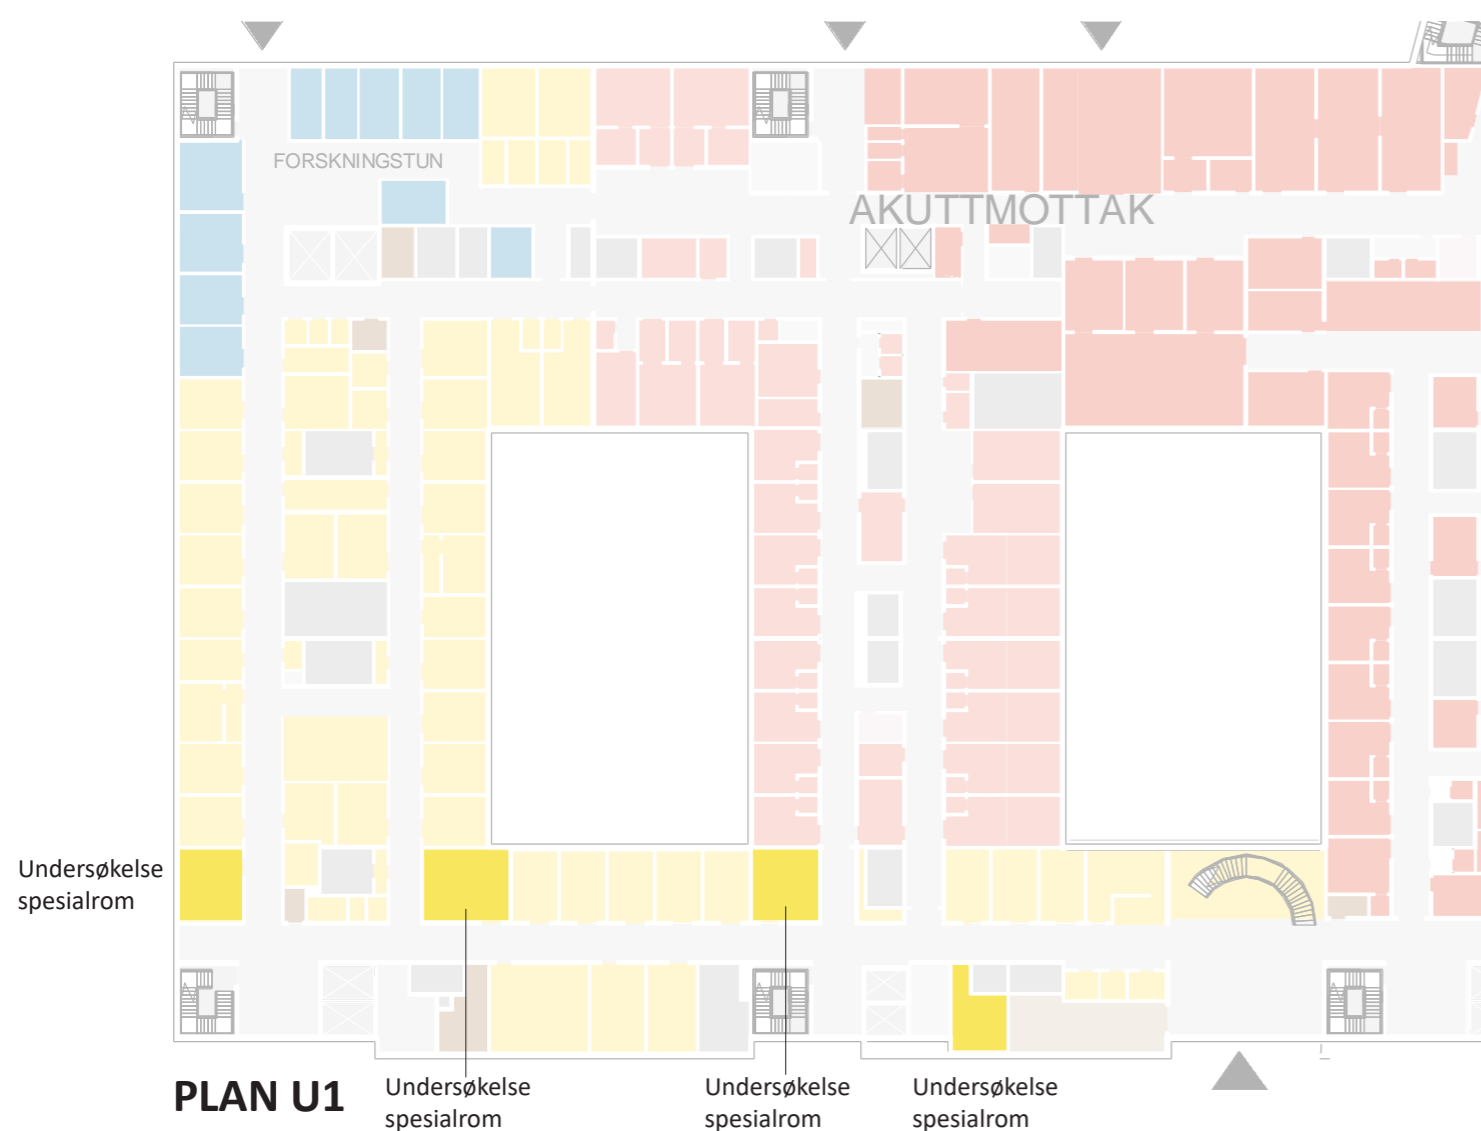 FORSKNINGSTUN
AKUTTMOTTAK
Undersøkelse
spesialrom
PLAN U1
Undersøkelse
spesialrom
Undersøkelse
spesialrom
Undersøkelse
spesialrom